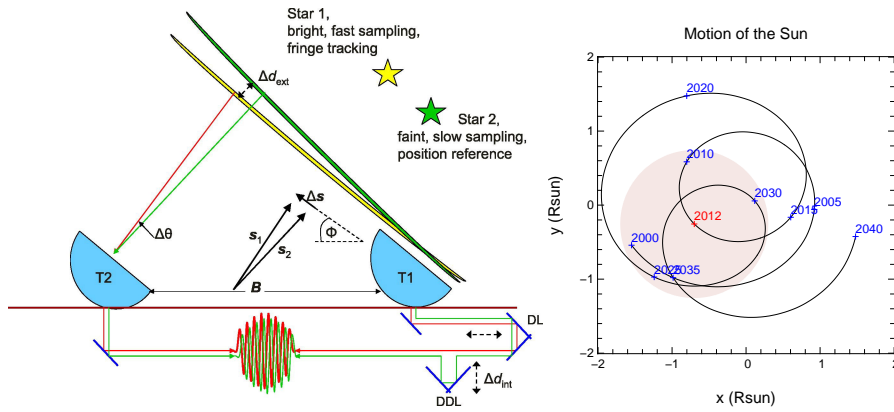 Star 1,
bright, fast sampling,
fringe tracking
Δd_ext
Star 2,
faint, slow sampling,
position reference
Δs
s_1
s_2
Φ
Δθ
T2
T1
B
DL
Δd_int
DDL
Motion of the Sun
y (Rsun)
2
1
0
−1
−2
2020
2010
2030
2005
2015
2012
2000
2040
2025
2035
−2 −1 0 1 2
x (Rsun)